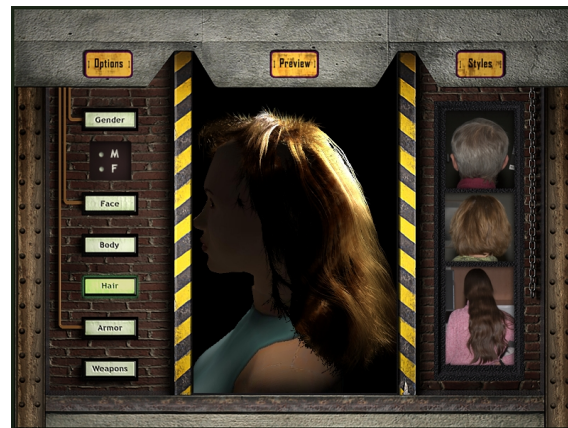 Options
Preview
Styles
Gender
M
F
Face
Body
Hair
Armor
Weapons